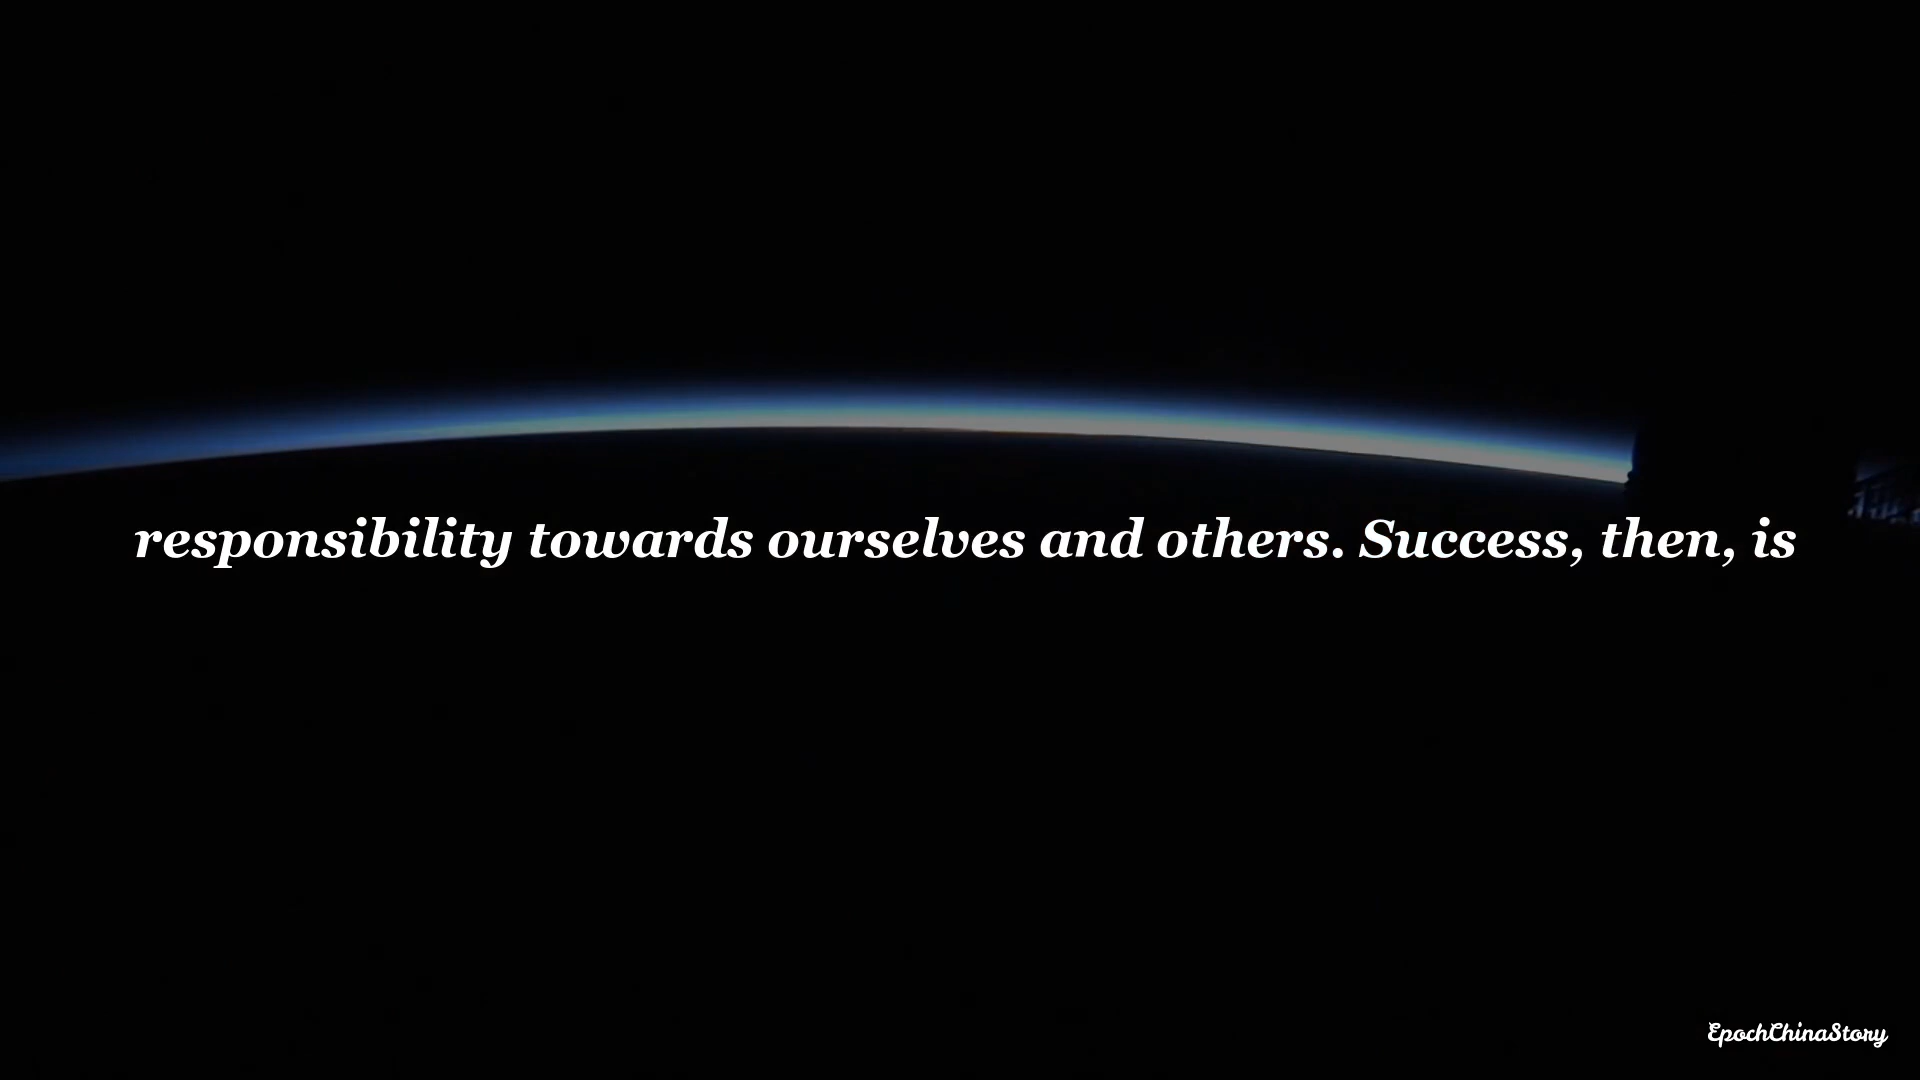 responsibility towards ourselves and others. Success, then, is
EpochChinaStory